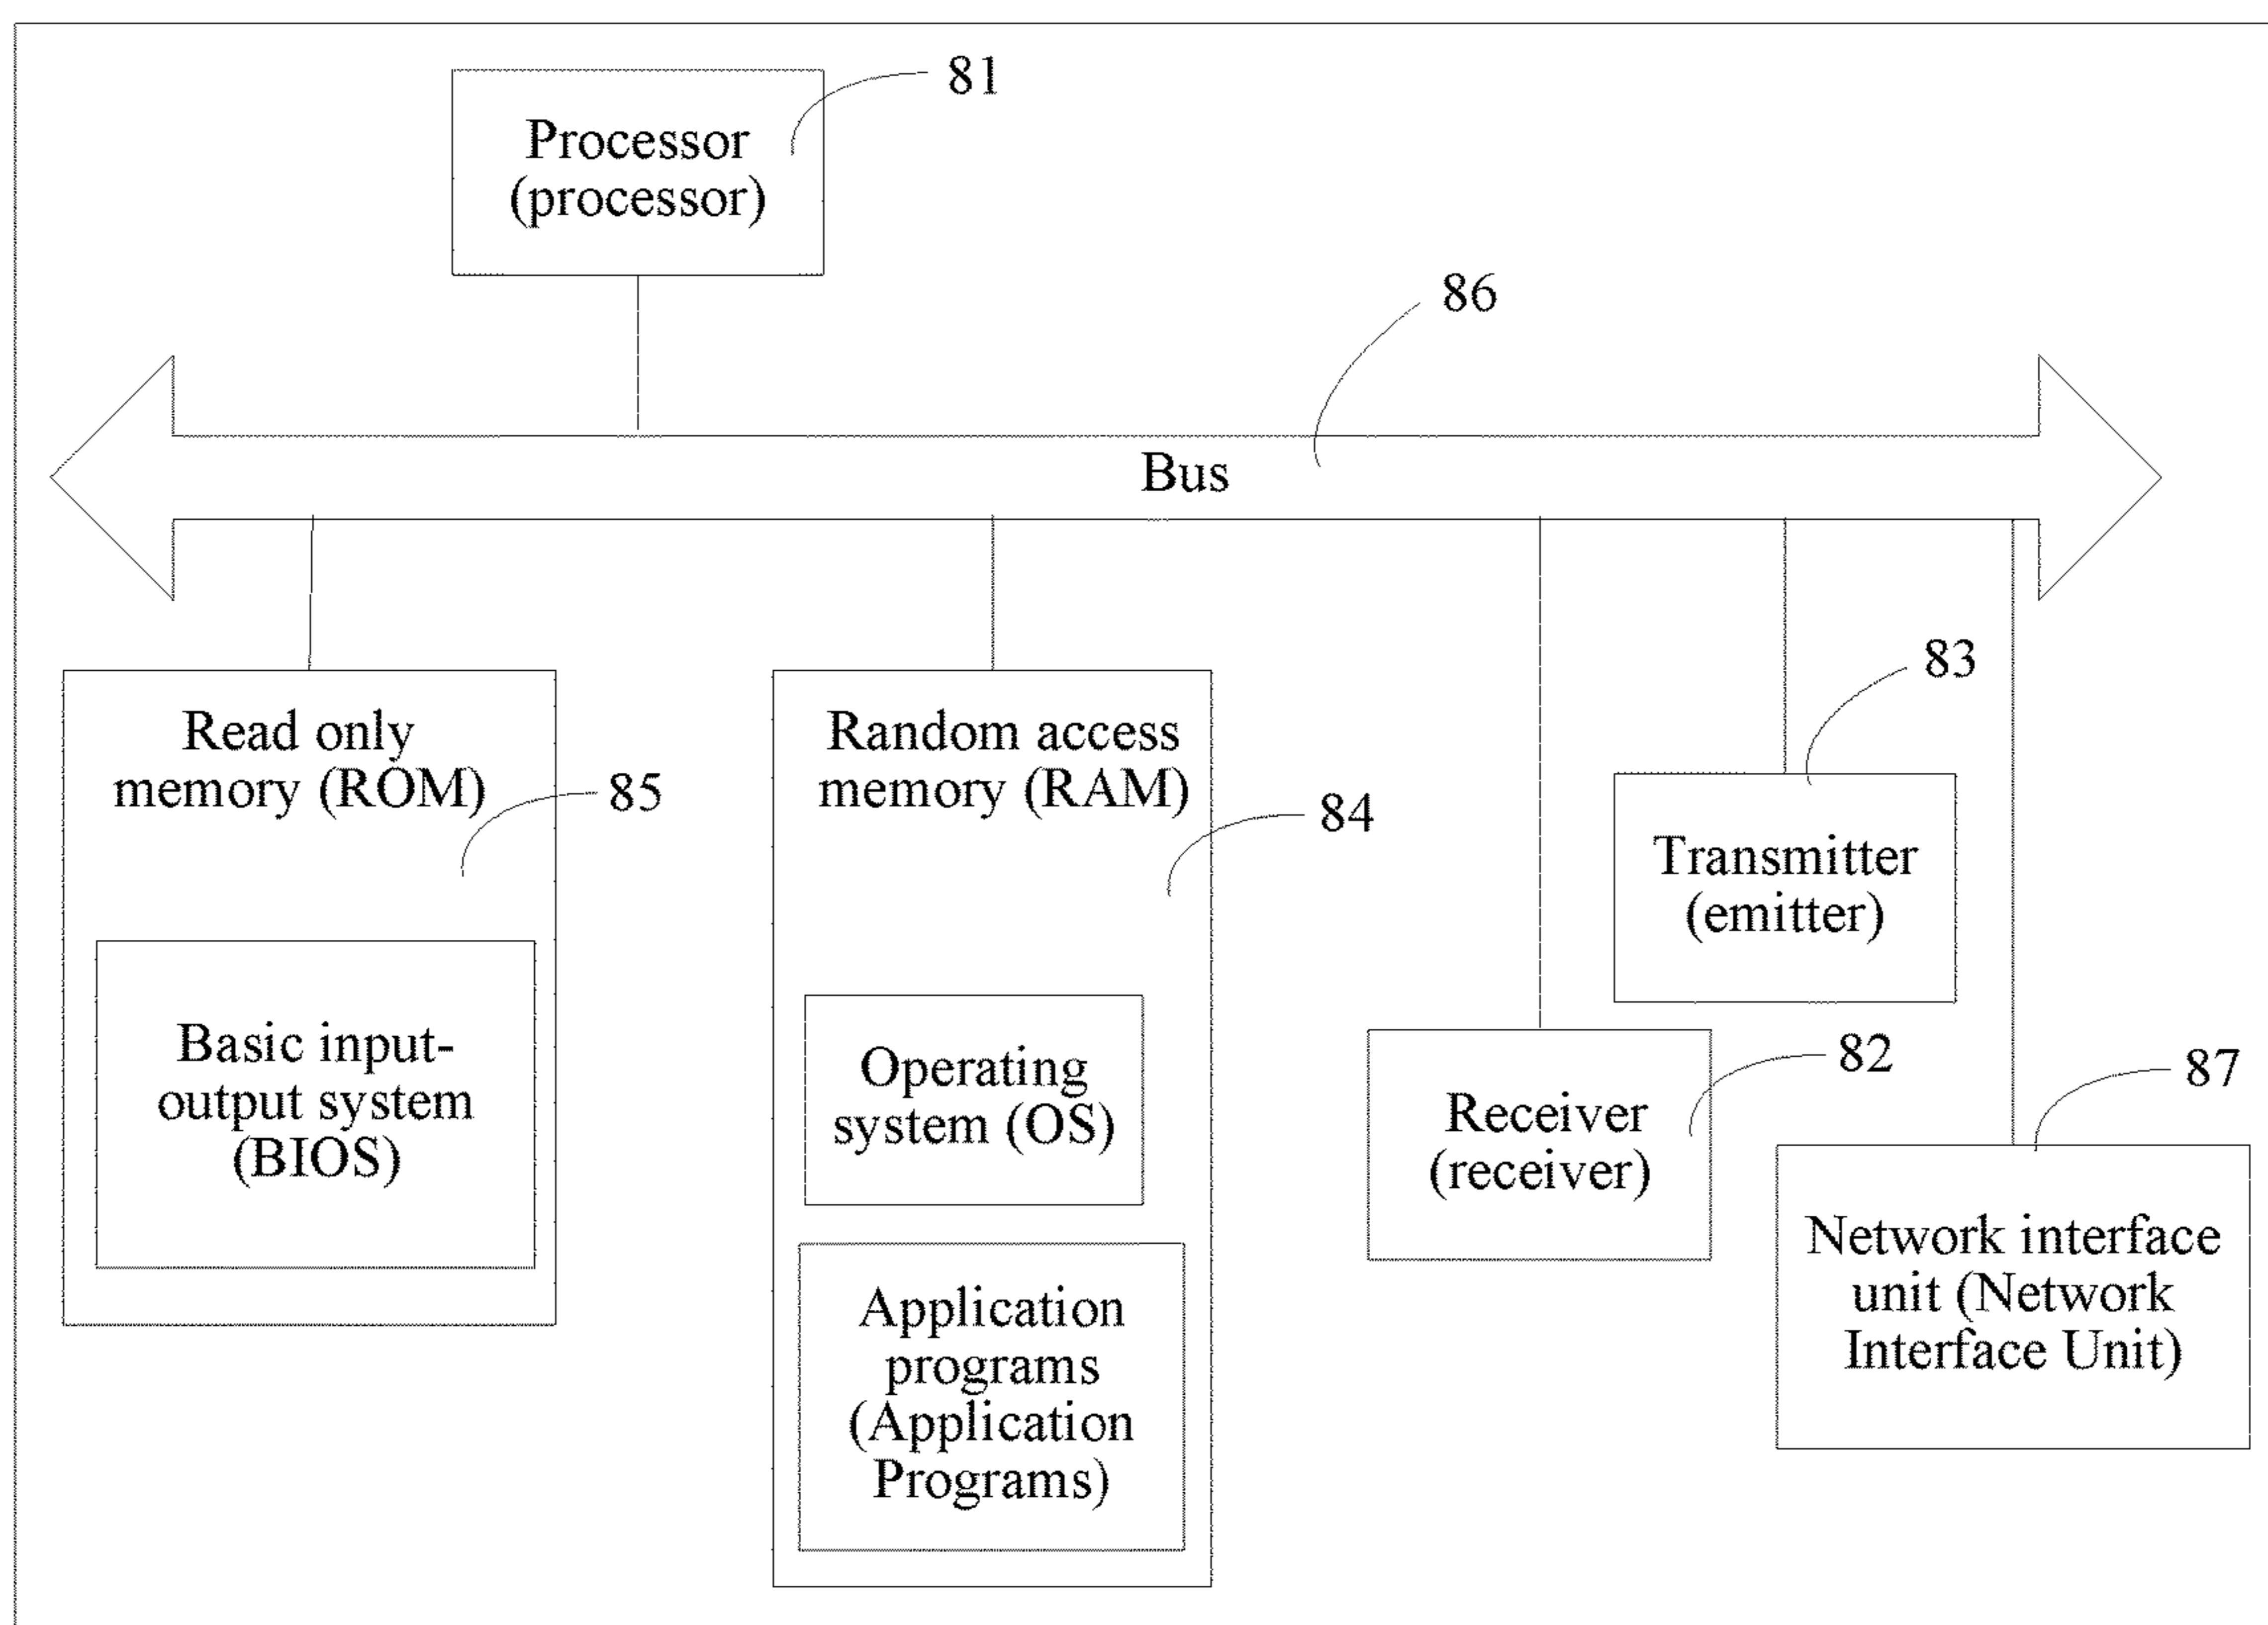 81
Processor
(processor)
86
Bus
83
Read only
memory (ROM)
85
Random access
memory (RAM)
84
Transmitter
(emitter)
Basic input-
output system
(BIOS)
Operating
system (OS)
82
Receiver
(receiver)
87
Network interface
unit (Network
Interface Unit)
Application
programs
(Application
Programs)